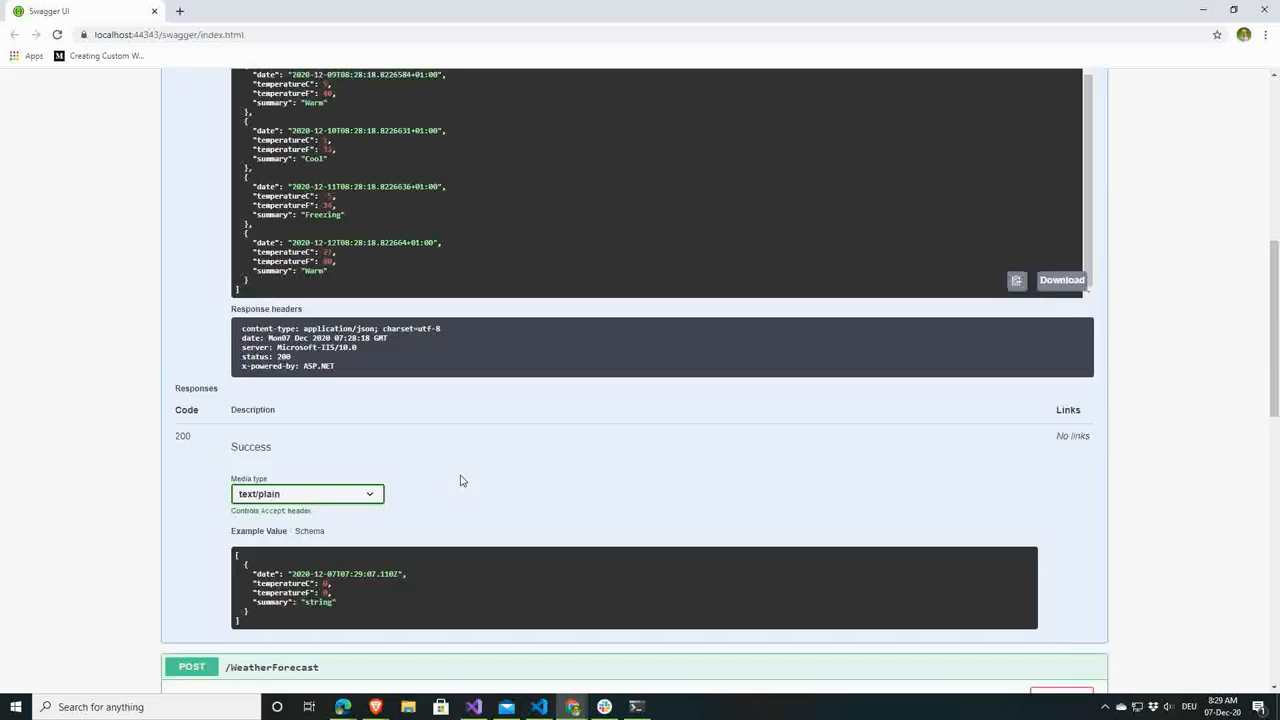 Swagger UI
localhost:44343/swagger/index.html
Apps
Creating Custom W...
"date": "2020-12-09T08:28:18.8226584+01:00",
"temperatureC": 5,
"temperatureF": 40,
"summary": "Warm"
},
{
"date": "2020-12-10T08:28:18.8226631+01:00",
"temperatureC":
"temperatureF":
"summary": "Cool"
},
{
"date": "2020-12-11T08:28:18.8226636+01:00",
"temperatureC": 5,
"temperatureF": 34,
"summary": "Freezing"
},
{
"date": "2020-12-12T08:28:18.822664+01:00",
"temperatureC": 27,
"temperatureF": 80,
"summary": "Warm"
}
]
Download
Response headers
content-type: application/json; charset=utf-8
date: Mon07 Dec 2020 07:28:18 GMT
server: Microsoft-IIS/10.0
status: 200
x-powered-by: ASP.NET
Responses
Code Description Links
200 Success No links
Media type
text/plain
Controls Accept header.
Example Value Schema
[
{
"date": "2020-12-07T07:29:07.110Z",
"temperatureC": 0,
"temperatureF": 0,
"summary": "string"
}
]
POST /WeatherForecast
Search for anything
DEU
8:29 AM
07-Dec-20